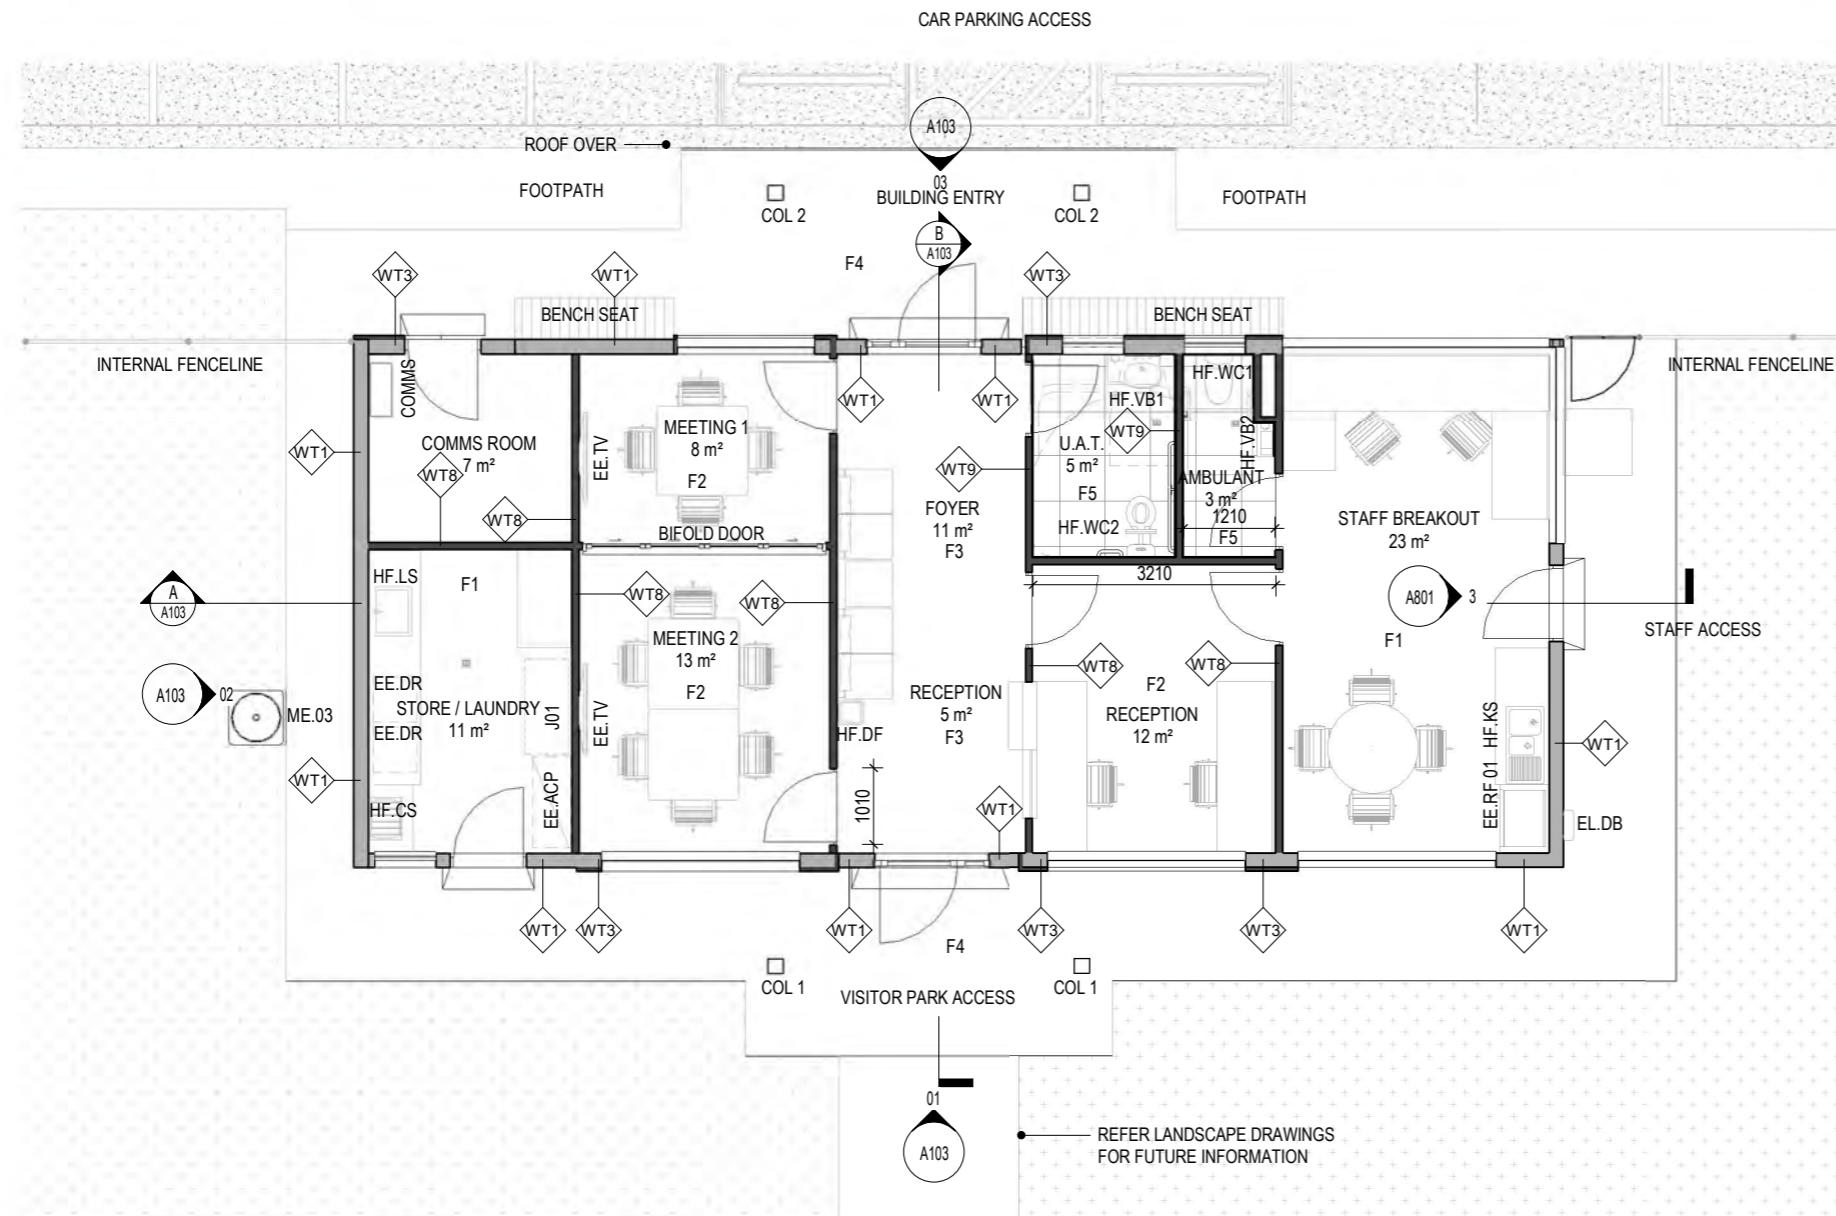 CAR PARKING ACCESS
A103
03
ROOF OVER
FOOTPATH
BUILDING ENTRY
FOOTPATH
COL 2
COL 2
B
A103
F4
WT3
WT1
WT3
BENCH SEAT
BENCH SEAT
INTERNAL FENCELINE
INTERNAL FENCELINE
COMMS
HF.WC1
WT1
WT1
HF.VB1
MEETING 1
8 m²
F2
EE.TV
COMMS ROOM
7 m²
WT1
WT8
WT9
U.A.T.
5 m²
F5
HF.VB2
WT9
AMBULANT
3 m²
1210
F5
FOYER
11 m²
F3
HF.WC2
WT8
BIFOLD DOOR
STAFF BREAKOUT
23 m²
3210
HF.LS
F1
WT8
WT8
A
A103
A801
3
STAFF ACCESS
F1
MEETING 2
13 m²
F2
EE.TV
WT8
WT8
A103
02
ME.03
EE.DR
STORE / LAUNDRY
11 m²
EE.DR
J01
RECEPTION
5 m²
F3
F2
RECEPTION
12 m²
HF.DF
HF.KS
EE.RF 01
WT1
WT1
HF.CS
EE.ACP
1010
WT1
EL.DB
WT1
WT3
WT1
WT3
WT3
WT1
F4
COL 1
COL 1
VISITOR PARK ACCESS
01
A103
REFER LANDSCAPE DRAWINGS
FOR FUTURE INFORMATION